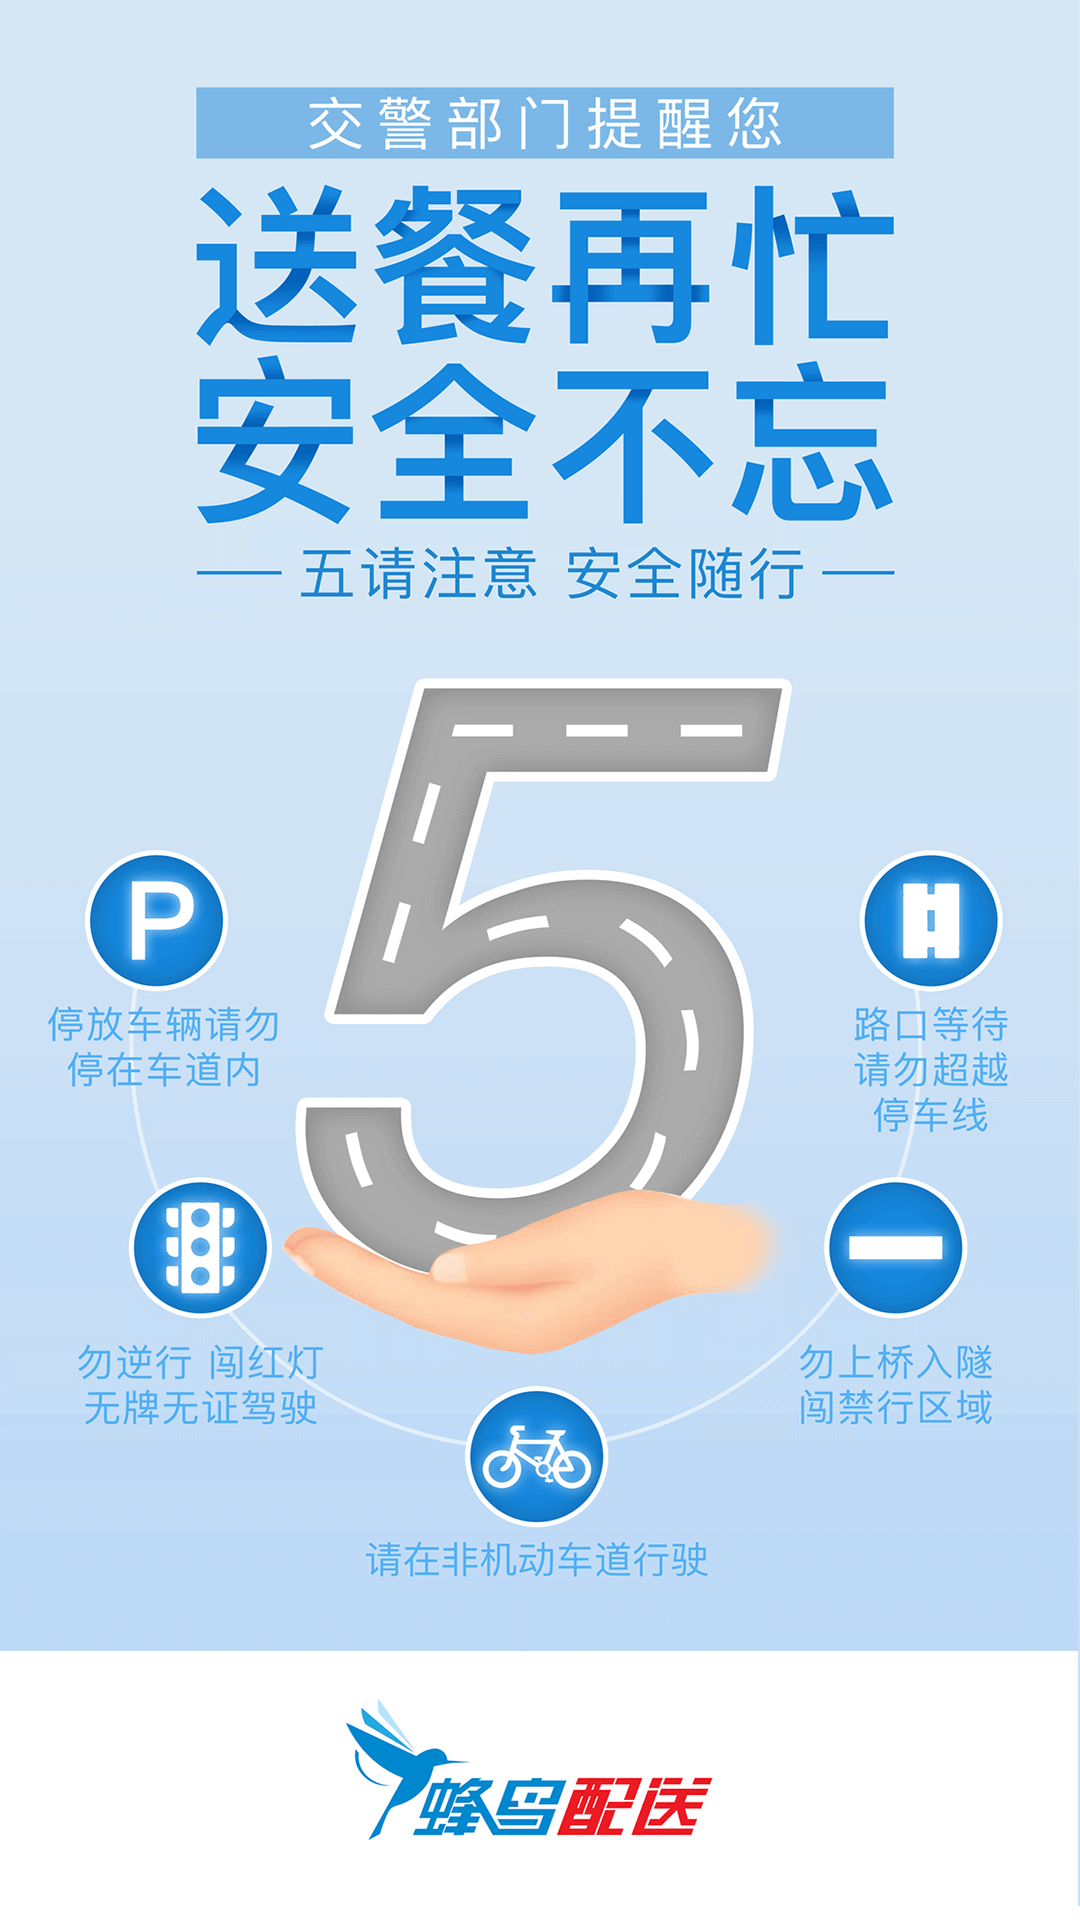 交警部门提醒您
送餐再忙
安全不忘
五请注意 安全随行
5
P
停放车辆请勿
停在车道内
路口等待
请勿超越
停车线
勿逆行 闯红灯
无牌无证驾驶
勿上桥入隧
闯禁行区域
请在非机动车道行驶
蜂鸟配送